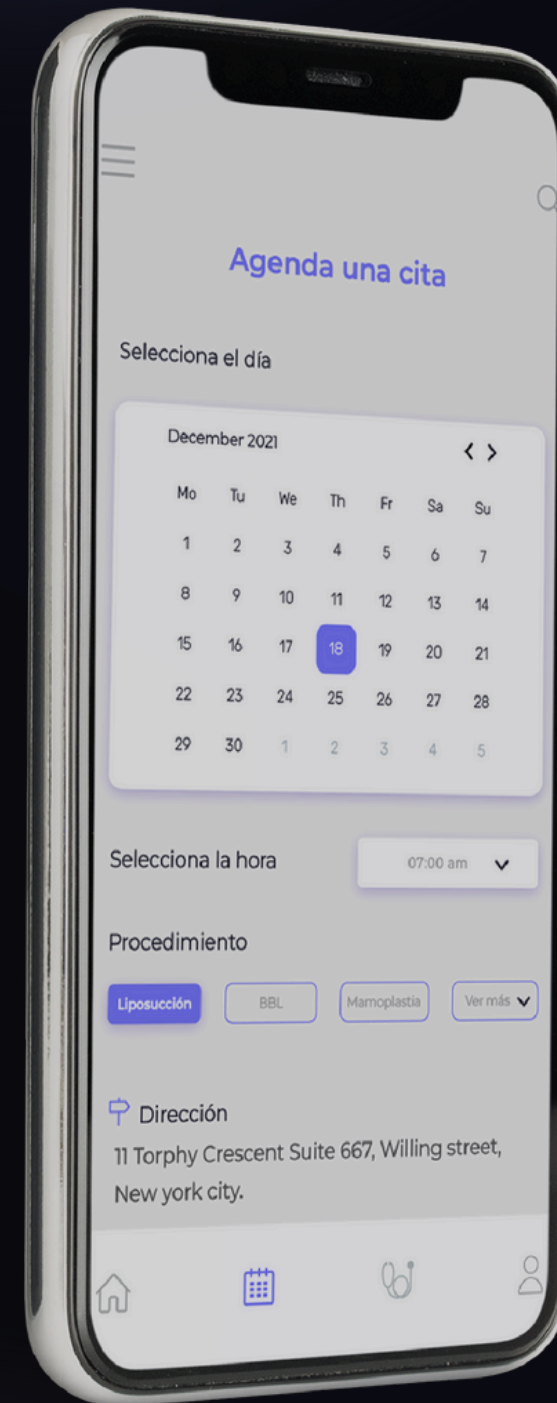 Agenda una cita
Selecciona el día
December 2021
Mo Tu We Th Fr Sa Su
1 2 3 4 5 6 7
8 9 10 11 12 13 14
15 16 17 18 19 20 21
22 23 24 25 26 27 28
29 30 1 2 3 4 5
Selecciona la hora 07:00 am
Procedimiento
Liposucción BBL Mamoplastia Ver más
Dirección
11 Torphy Crescent Suite 667, Willing street,
New york city.